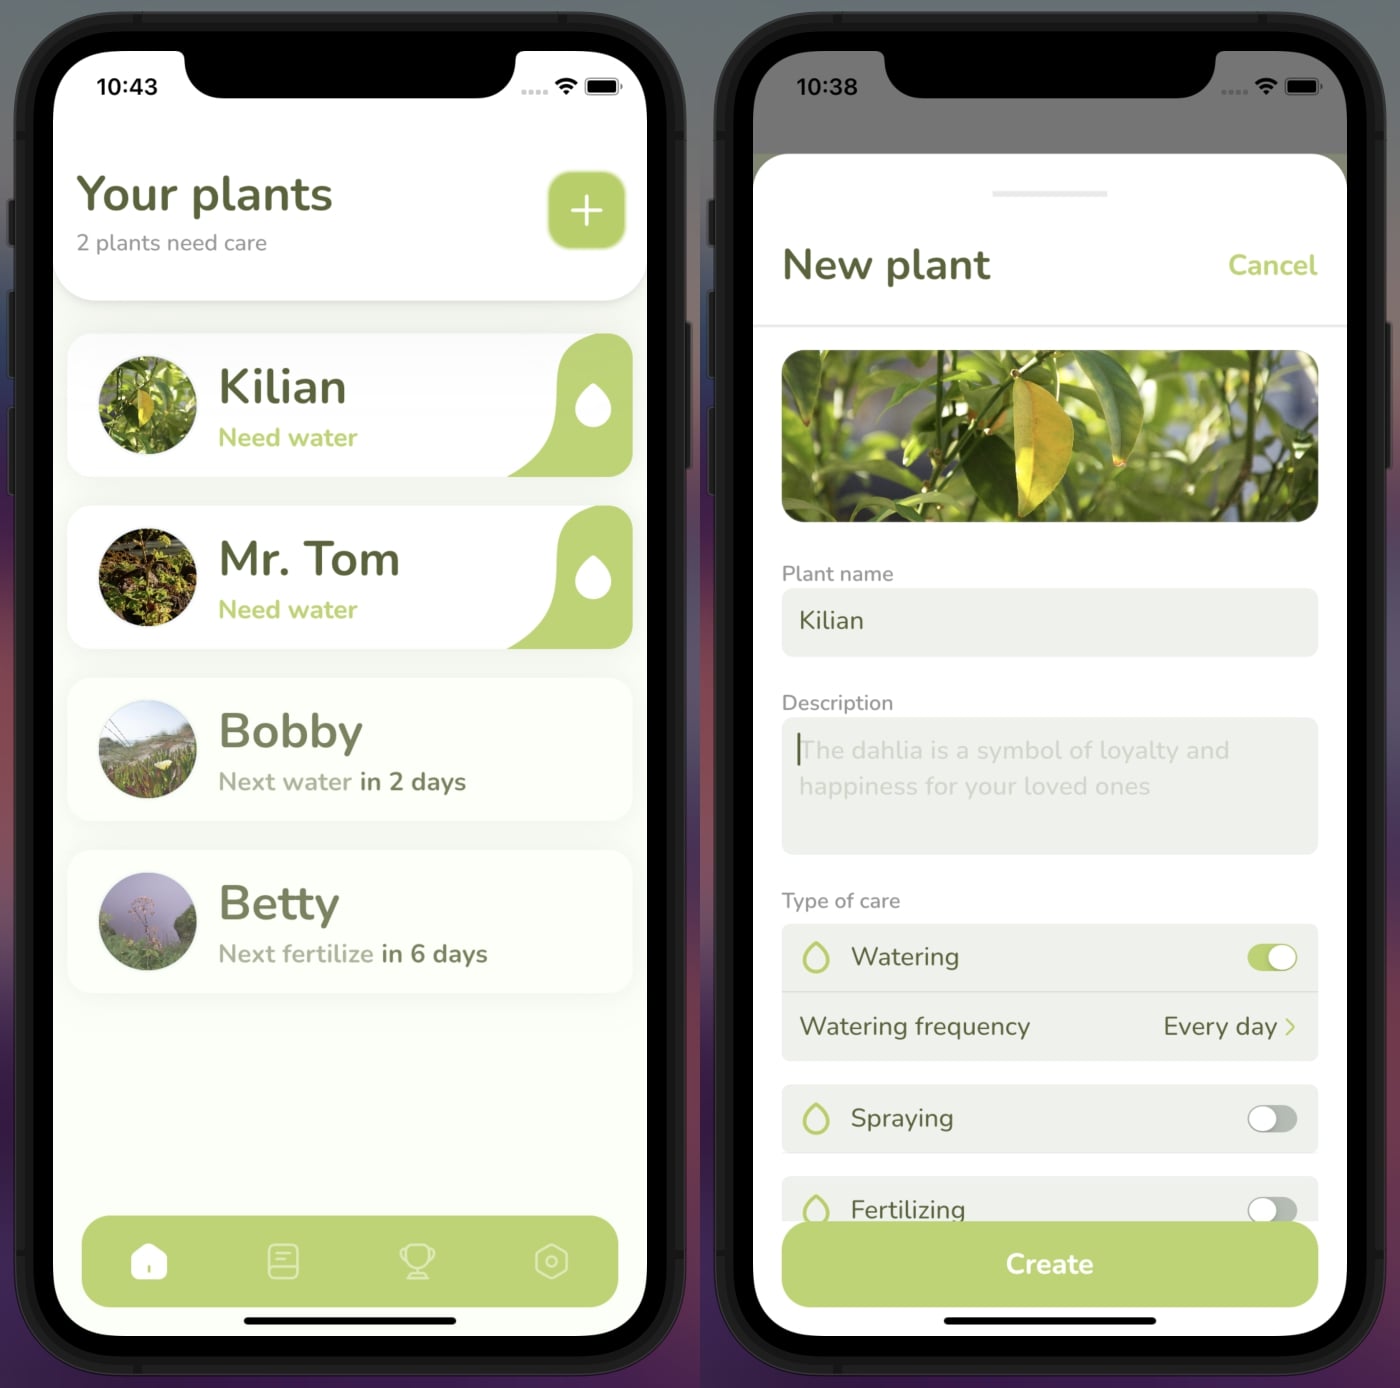 10:43
Your plants
2 plants need care
Kilian
Need water
Mr. Tom
Need water
Bobby
Next water in 2 days
Betty
Next fertilize in 6 days
10:38
New plant
Cancel
Plant name
Kilian
Description
The dahlia is a symbol of loyalty and
happiness for your loved ones
Type of care
Watering
Watering frequency Every day
Spraying
Fertilizing
Create